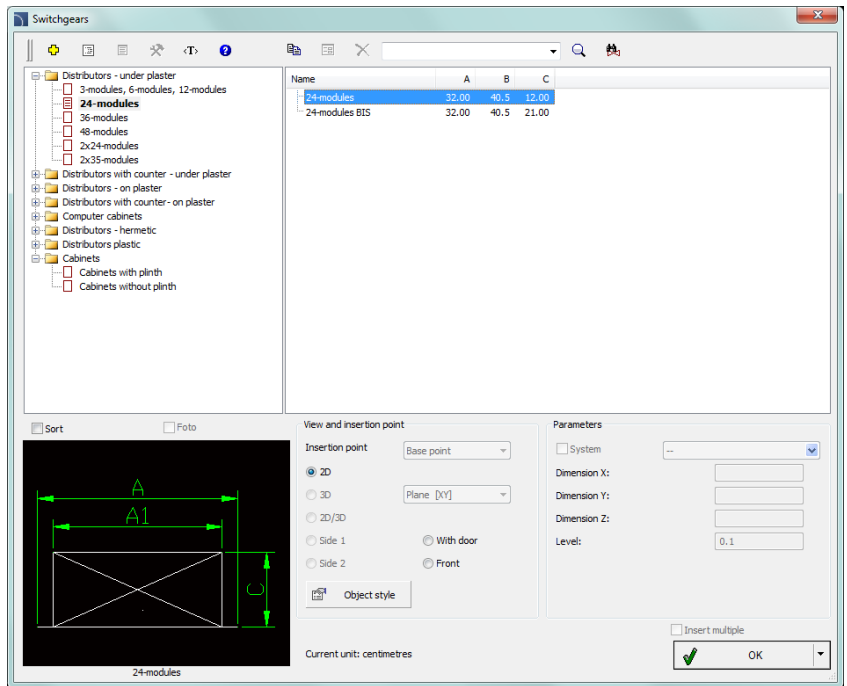 Switchgears
‹T›
?
Distributors - under plaster
3-modules, 6-modules, 12-modules
24-modules
36-modules
48-modules
2x24-modules
2x35-modules
Distributors with counter - under plaster
Distributors - on plaster
Distributors with counter- on plaster
Computer cabinets
Distributors - hermetic
Distributors plastic
Cabinets
Cabinets with plinth
Cabinets without plinth
Name A B C
24-modules 32.00 40.5 12.00
24-modules BIS 32.00 40.5 21.00
Sort Foto
A
A1
C
24-modules
View and insertion point
Insertion point Base point
2D
3D Plane [XY]
2D/3D
Side 1 With door
Side 2 Front
Object style
Current unit: centimetres
Parameters
System --
Dimension X:
Dimension Y:
Dimension Z:
Level: 0.1
Insert multiple
OK